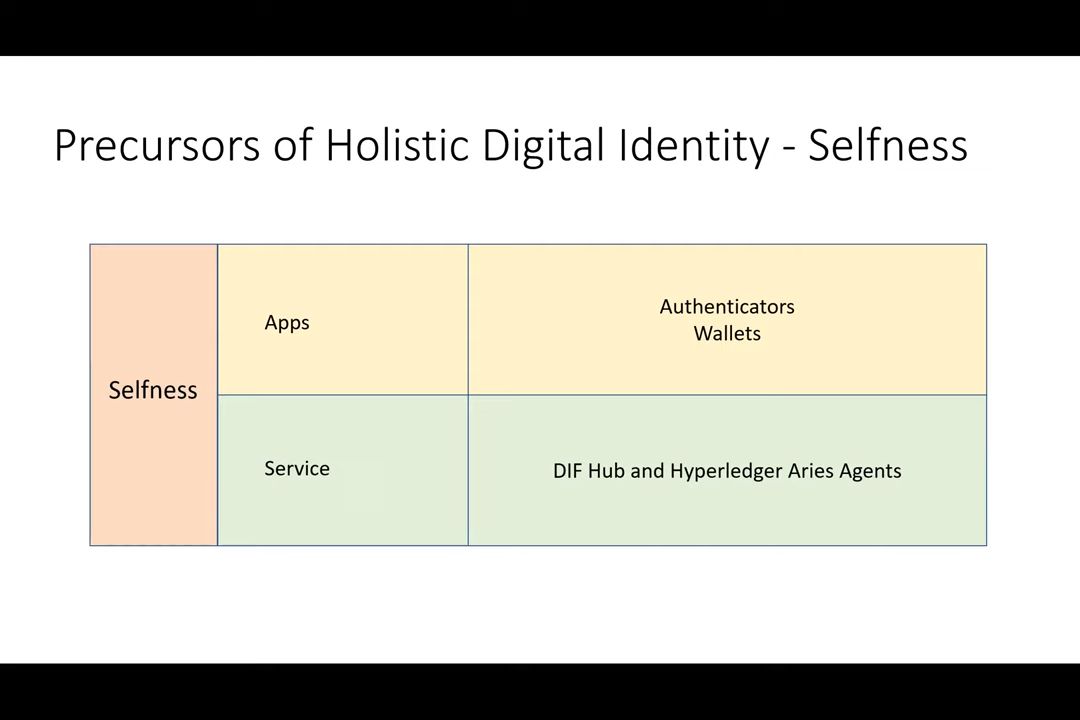 Precursors of Holistic Digital Identity - Selfness
Selfness
Apps
Authenticators
Wallets
Service
DIF Hub and Hyperledger Aries Agents